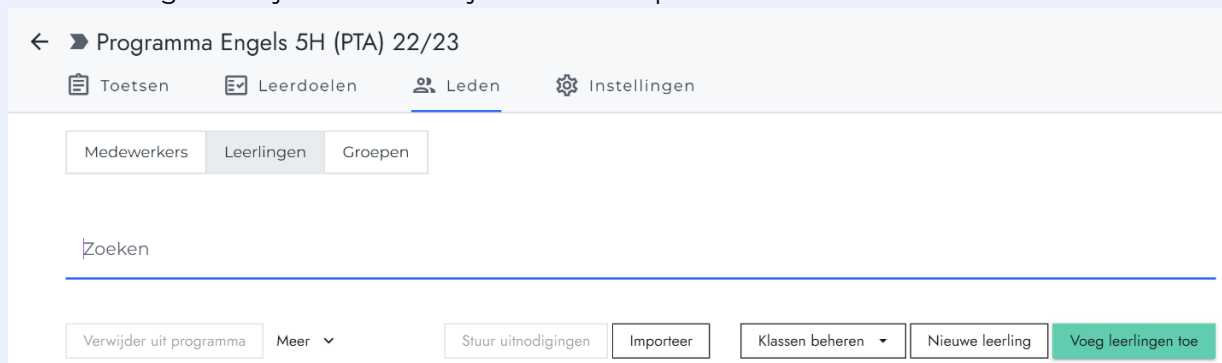 Programma Engels 5H (PTA) 22/23
Toetsen Leerdoelen Leden Instellingen
Medewerkers Leerlingen Groepen
Zoeken
Verwijder uit programma Meer Stuur uitnodigingen Importeer Klassen beheren Nieuwe leerling Voeg leerlingen toe